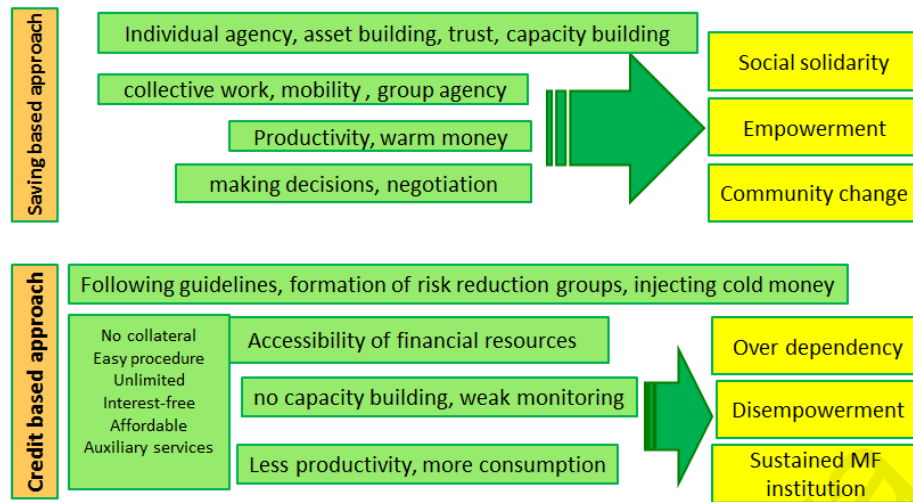 Saving based approach
Individual agency, asset building, trust, capacity building
collective work, mobility , group agency
Productivity, warm money
making decisions, negotiation
Social solidarity
Empowerment
Community change
Credit based approach
Following guidelines, formation of risk reduction groups, injecting cold money
No collateral
Easy procedure
Unlimited
Interest-free
Affordable
Auxiliary services
Accessibility of financial resources
no capacity building, weak monitoring
Less productivity, more consumption
Over dependency
Disempowerment
Sustained MF
institution